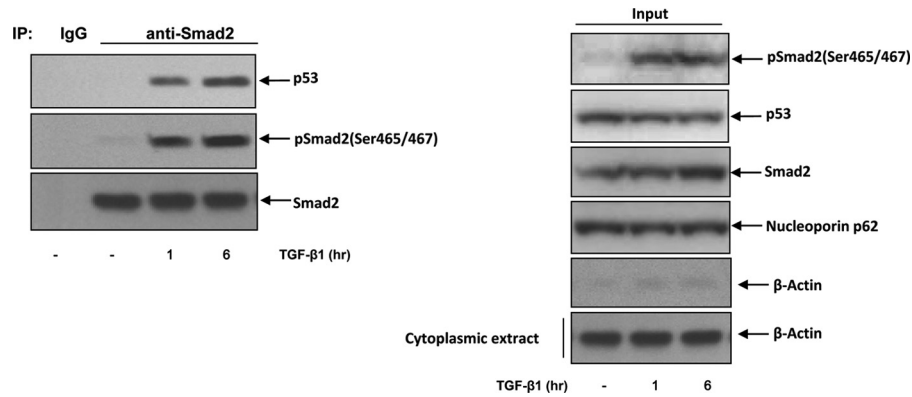 IP: IgG anti-Smad2
p53
pSmad2(Ser465/467)
Smad2
- - 1 6 TGF-β1 (hr)
Input
pSmad2(Ser465/467)
p53
Smad2
Nucleoporin p62
β-Actin
Cytoplasmic extract β-Actin
TGF-β1 (hr) - 1 6